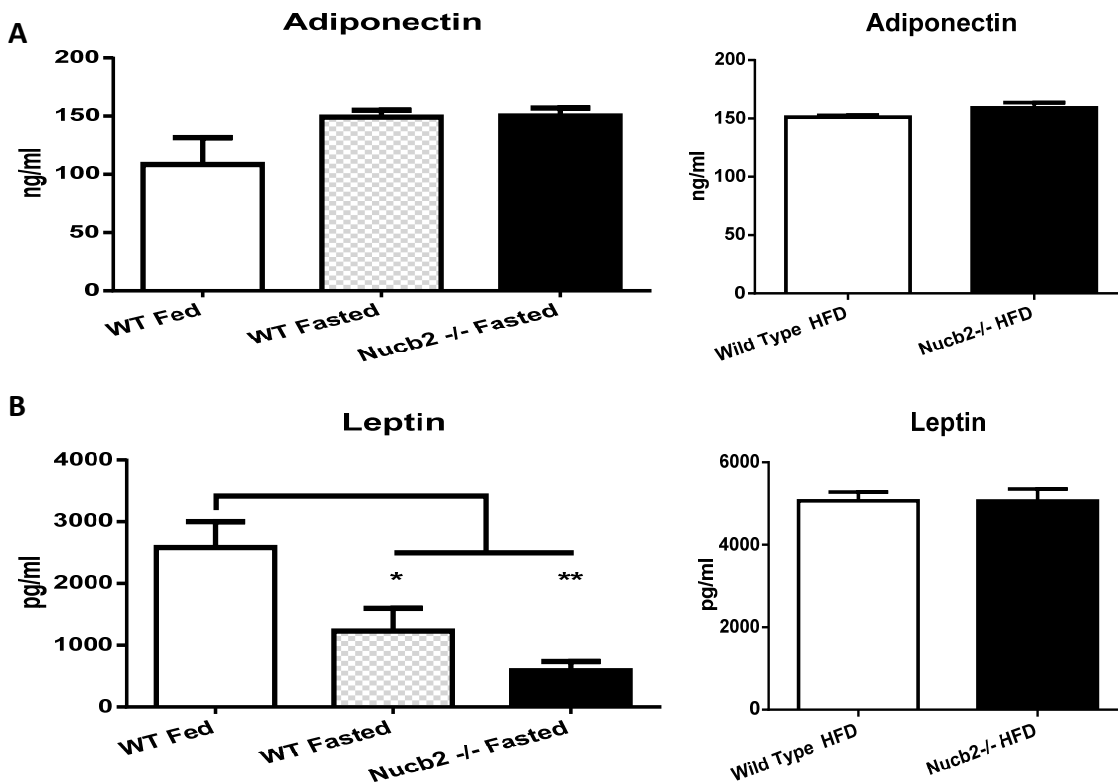 A
Adiponectin
200
150
100
50
0
ng/ml
WT Fed
WT Fasted
Nucb2 -/- Fasted
Adiponectin
200
150
100
50
0
ng/ml
Wild Type HFD
Nucb2-/- HFD
B
Leptin
4000
3000
2000
1000
0
pg/ml
*
**
WT Fed
WT Fasted
Nucb2 -/- Fasted
Leptin
6000
4000
2000
0
pg/ml
Wild Type HFD
Nucb2-/- HFD